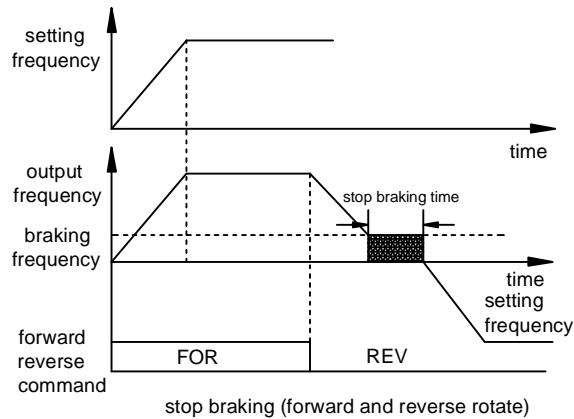 setting
frequency
time
output
frequency
stop braking time
braking
frequency
time
setting
frequency
forward
reverse
command
FOR
REV
stop braking (forward and reverse rotate)